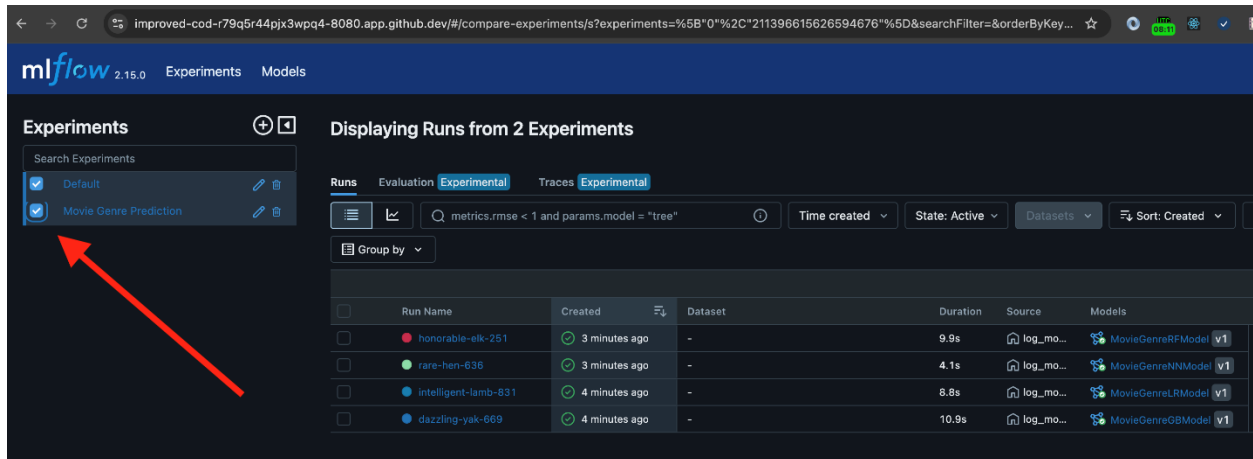 improved-cod-r79q5r44pjx3wpq4-8080.app.github.dev/#/compare-experiments/s?experiments=%5B"0"%2C"211396615626594676"%5D&searchFilter=&orderByKey...
08:11
mlflow 2.15.0 Experiments Models
Experiments
Search Experiments
Default
Movie Genre Prediction
Displaying Runs from 2 Experiments
Runs Evaluation Experimental Traces Experimental
metrics.rmse < 1 and params.model = "tree" Time created State: Active Datasets Sort: Created
Group by
Run Name Created Dataset Duration Source Models
honorable-elk-251 3 minutes ago - 9.9s log_mo... MovieGenreRFModel v1
rare-hen-636 3 minutes ago - 4.1s log_mo... MovieGenreNNModel v1
intelligent-lamb-831 4 minutes ago - 8.8s log_mo... MovieGenreLRModel v1
dazzling-yak-669 4 minutes ago - 10.9s log_mo... MovieGenreGBModel v1